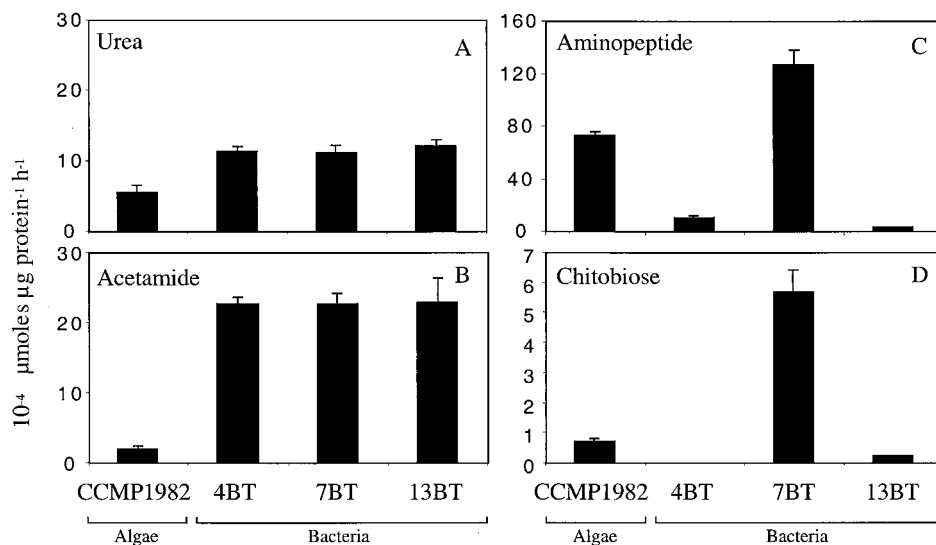 10-4 µmoles µg protein-1 h-1
Urea
A
30
20
10
0
Acetamide
B
30
20
10
0
CCMP1982 4BT 7BT 13BT
Algae Bacteria
Aminopeptide
C
160
120
80
40
0
Chitobiose
D
7
6
5
4
3
2
1
0
CCMP1982 4BT 7BT 13BT
Algae Bacteria